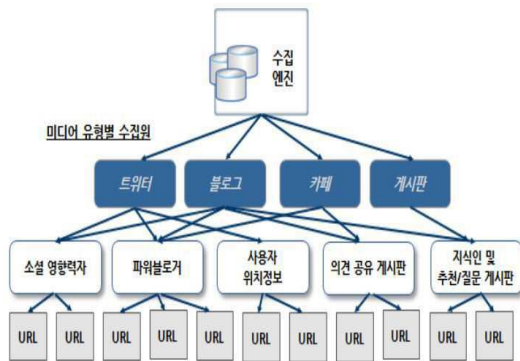 수집
엔진
미디어 유형별 수집원
트위터
블로그
카페
게시판
소셜 영향력자
파워블로거
사용자
위치정보
의견 공유 게시판
지식인 및
추천/질문 게시판
URL
URL
URL
URL
URL
URL
URL
URL
URL
URL